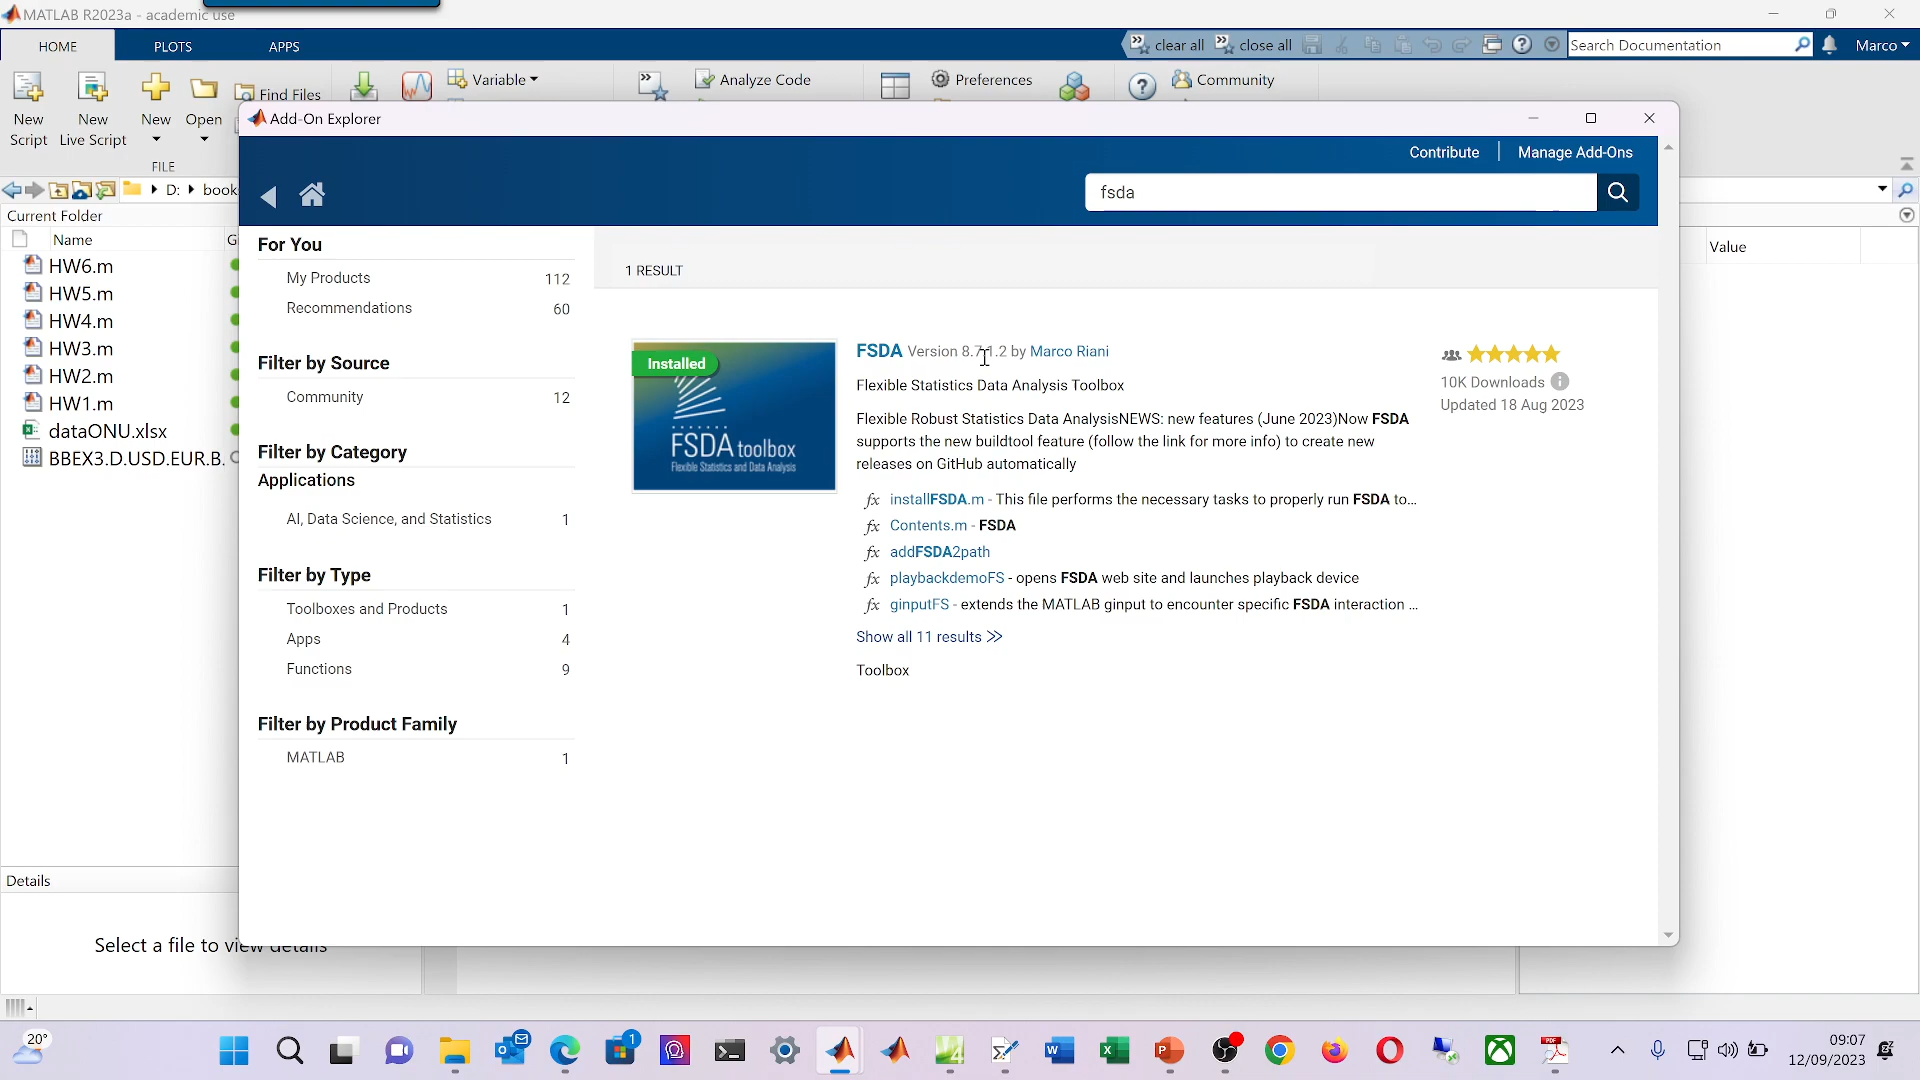 MATLAB R2023a - academic use
HOME PLOTS APPS
clear all close all Search Documentation Marco
New Script
New Live Script
New
Open
Find Files
Variable
Analyze Code
Preferences
Community
FILE
D: book
Current Folder
Name
HW6.m
HW5.m
HW4.m
HW3.m
HW2.m
HW1.m
dataONU.xlsx
BBEX3.D.USD.EUR.B.
Details
Select a file to view details
Value
Add-On Explorer
Contribute Manage Add-Ons
fsda
For You
My Products 112
Recommendations 60
Filter by Source
Community 12
Filter by Category
Applications
AI, Data Science, and Statistics 1
Filter by Type
Toolboxes and Products 1
Apps 4
Functions 9
Filter by Product Family
MATLAB 1
1 RESULT
Installed
FSDA toolbox
Flexible Statistics and Data Analysis
FSDA Version 8.7.1.2 by Marco Riani
Flexible Statistics Data Analysis Toolbox
Flexible Robust Statistics Data AnalysisNEWS: new features (June 2023)Now FSDA
supports the new buildtool feature (follow the link for more info) to create new
releases on GitHub automatically
fx installFSDA.m - This file performs the necessary tasks to properly run FSDA to...
fx Contents.m - FSDA
fx addFSDA2path
fx playbackdemoFS - opens FSDA web site and launches playback device
fx ginputFS - extends the MATLAB ginput to encounter specific FSDA interaction ...
Show all 11 results
Toolbox
10K Downloads
Updated 18 Aug 2023
20°
09:07
12/09/2023